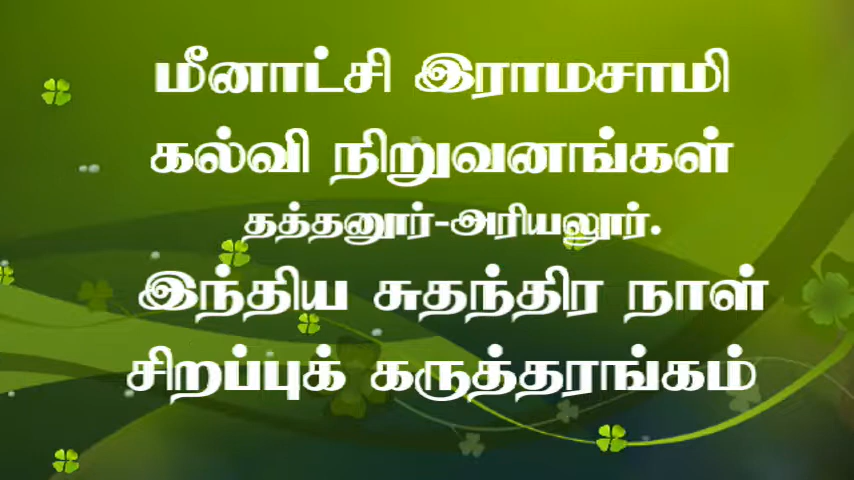 மீனாட்சி இராமசாமி
கல்வி நிறுவனங்கள்
தத்தனூர்-அரியலூர்.
இந்திய சுதந்திர நாள்
சிறப்புக் கருத்தரங்கம்